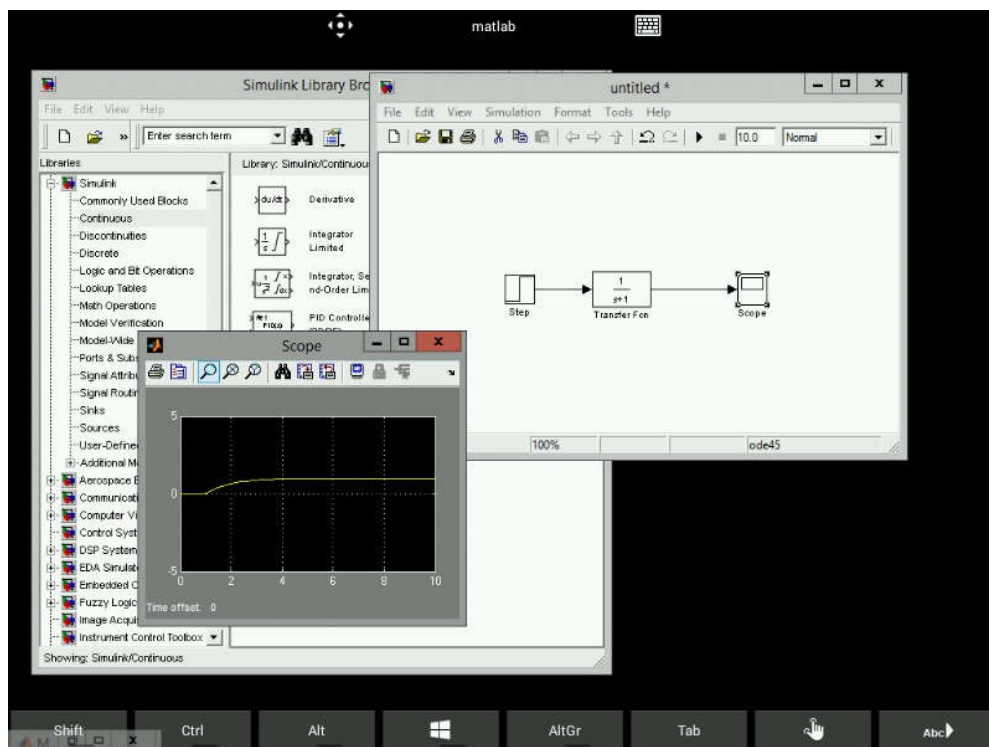 matlab
Simulink Library Bro
File Edit View Help
Enter search term
Libraries
Library: Simulink/Continuou
Simulink
Commonly Used Blocks
Continuous
Discontinuities
Discrete
Logic and Bit Operations
Lookup Tables
Math Operations
Model Verification
Model-Wide
Ports & Subs
Signal Attribu
Signal Routin
Sinks
Sources
User-Define
Additional M
Aerospace B
Communicati
Computer Vi
Control Syst
DSP System
EDA Simulat
Embedded C
Fuzzy Logic
Image Acqui
Instrument Control Toolbox
du/dt Derivative
Integrator
Limited
Integrator, Se
nd-Order Lim
PID Controlle
Showing: Simulink/Continuous
untitled *
File Edit View Simulation Format Tools Help
10.0 Normal
1
s+1
Step Transfer Fcn Scope
100% ode45
Scope
5
0
-5
0 2 4 6 8 10
Time offset: 0
Shift Ctrl Alt AltGr Tab Abc